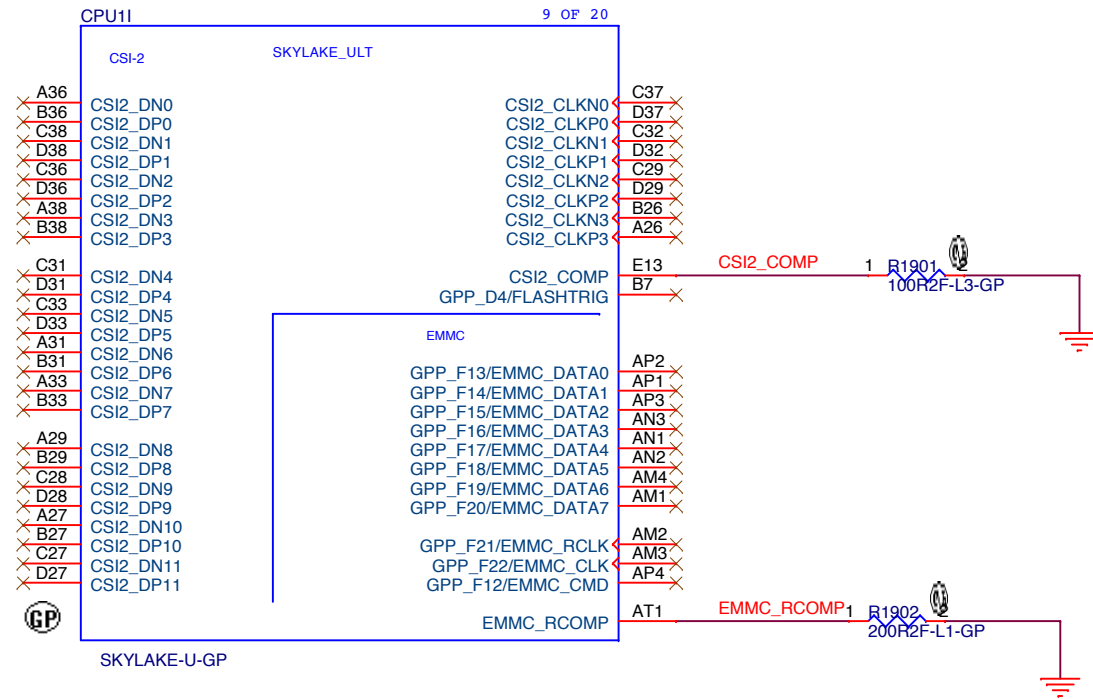 CPU1I 9 OF 20
CSI-2 SKYLAKE_ULT
A36 CSI2_DN0 CSI2_CLKN0 C37
B36 CSI2_DP0 CSI2_CLKP0 D37
C38 CSI2_DN1 CSI2_CLKN1 C32
D38 CSI2_DP1 CSI2_CLKP1 D32
C36 CSI2_DN2 CSI2_CLKN2 C29
D36 CSI2_DP2 CSI2_CLKP2 D29
A38 CSI2_DN3 CSI2_CLKN3 B26
B38 CSI2_DP3 CSI2_CLKP3 A26
C31 CSI2_DN4 CSI2_COMP E13 CSI2_COMP 1 R1901 2
D31 CSI2_DP4 GPP_D4/FLASHTRIG B7 100R2F-L3-GP
C33 CSI2_DN5
D33 CSI2_DP5 EMMC
A31 CSI2_DN6
B31 CSI2_DP6 GPP_F13/EMMC_DATA0 AP2
A33 CSI2_DN7 GPP_F14/EMMC_DATA1 AP1
B33 CSI2_DP7 GPP_F15/EMMC_DATA2 AP3
GPP_F16/EMMC_DATA3 AN3
A29 CSI2_DN8 GPP_F17/EMMC_DATA4 AN1
B29 CSI2_DP8 GPP_F18/EMMC_DATA5 AN2
C28 CSI2_DN9 GPP_F19/EMMC_DATA6 AM4
D28 CSI2_DP9 GPP_F20/EMMC_DATA7 AM1
A27 CSI2_DN10
B27 CSI2_DP10 GPP_F21/EMMC_RCLK AM2
C27 CSI2_DN11 GPP_F22/EMMC_CLK AM3
D27 CSI2_DP11 GPP_F12/EMMC_CMD AP4
GP EMMC_RCOMP AT1 EMMC_RCOMP 1 R1902 2
200R2F-L1-GP
SKYLAKE-U-GP